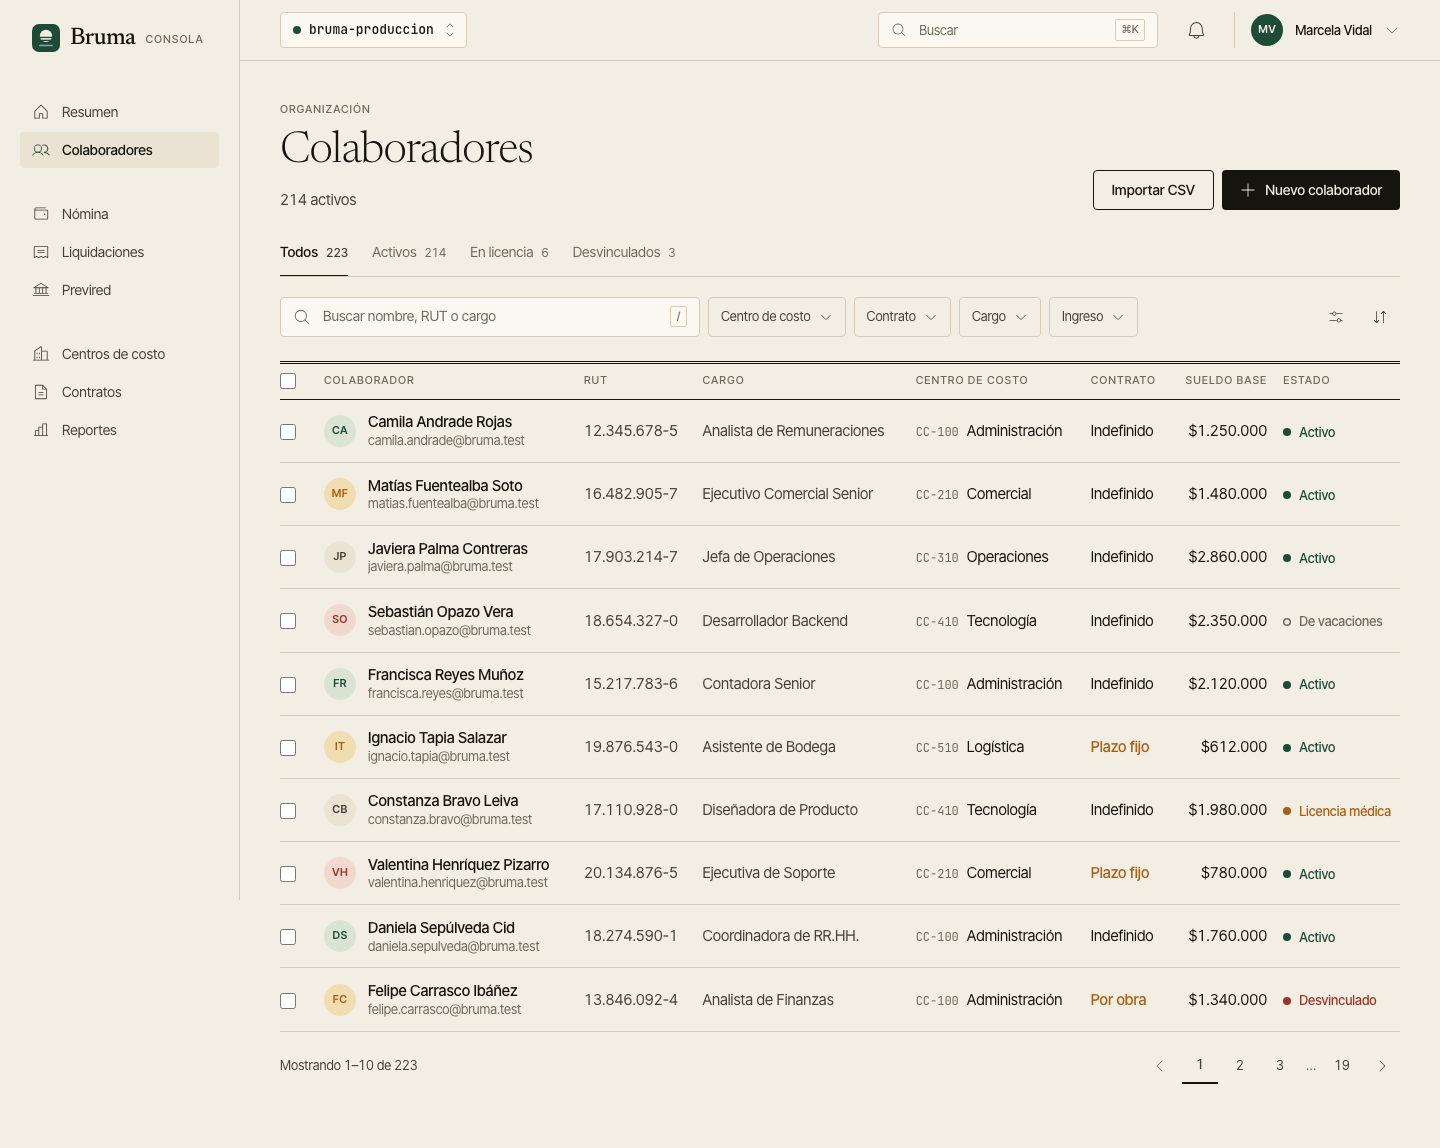 Bruma CONSOLA
bruma-produccion
Buscar ⌘K
MV Marcela Vidal
Resumen
Colaboradores
Nómina
Liquidaciones
Previred
Centros de costo
Contratos
Reportes
ORGANIZACIÓN
Colaboradores
214 activos
Importar CSV
Nuevo colaborador
Todos 223 Activos 214 En licencia 6 Desvinculados 3
Buscar nombre, RUT o cargo /
Centro de costo Contrato Cargo Ingreso
COLABORADOR RUT CARGO CENTRO DE COSTO CONTRATO SUELDO BASE ESTADO
CA Camila Andrade Rojas 12.345.678-5 Analista de Remuneraciones CC-100 Administración Indefinido $1.250.000 Activo
camila.andrade@bruma.test
MF Matías Fuentealba Soto 16.482.905-7 Ejecutivo Comercial Senior CC-210 Comercial Indefinido $1.480.000 Activo
matias.fuentealba@bruma.test
JP Javiera Palma Contreras 17.903.214-7 Jefa de Operaciones CC-310 Operaciones Indefinido $2.860.000 Activo
javiera.palma@bruma.test
SO Sebastián Opazo Vera 18.654.327-0 Desarrollador Backend CC-410 Tecnología Indefinido $2.350.000 De vacaciones
sebastian.opazo@bruma.test
FR Francisca Reyes Muñoz 15.217.783-6 Contadora Senior CC-100 Administración Indefinido $2.120.000 Activo
francisca.reyes@bruma.test
IT Ignacio Tapia Salazar 19.876.543-0 Asistente de Bodega CC-510 Logística Plazo fijo $612.000 Activo
ignacio.tapia@bruma.test
CB Constanza Bravo Leiva 17.110.928-0 Diseñadora de Producto CC-410 Tecnología Indefinido $1.980.000 Licencia médica
constanza.bravo@bruma.test
VH Valentina Henríquez Pizarro 20.134.876-5 Ejecutiva de Soporte CC-210 Comercial Plazo fijo $780.000 Activo
valentina.henriquez@bruma.test
DS Daniela Sepúlveda Cid 18.274.590-1 Coordinadora de RR.HH. CC-100 Administración Indefinido $1.760.000 Activo
daniela.sepulveda@bruma.test
FC Felipe Carrasco Ibáñez 13.846.092-4 Analista de Finanzas CC-100 Administración Por obra $1.340.000 Desvinculado
felipe.carrasco@bruma.test
Mostrando 1–10 de 223
1 2 3 … 19